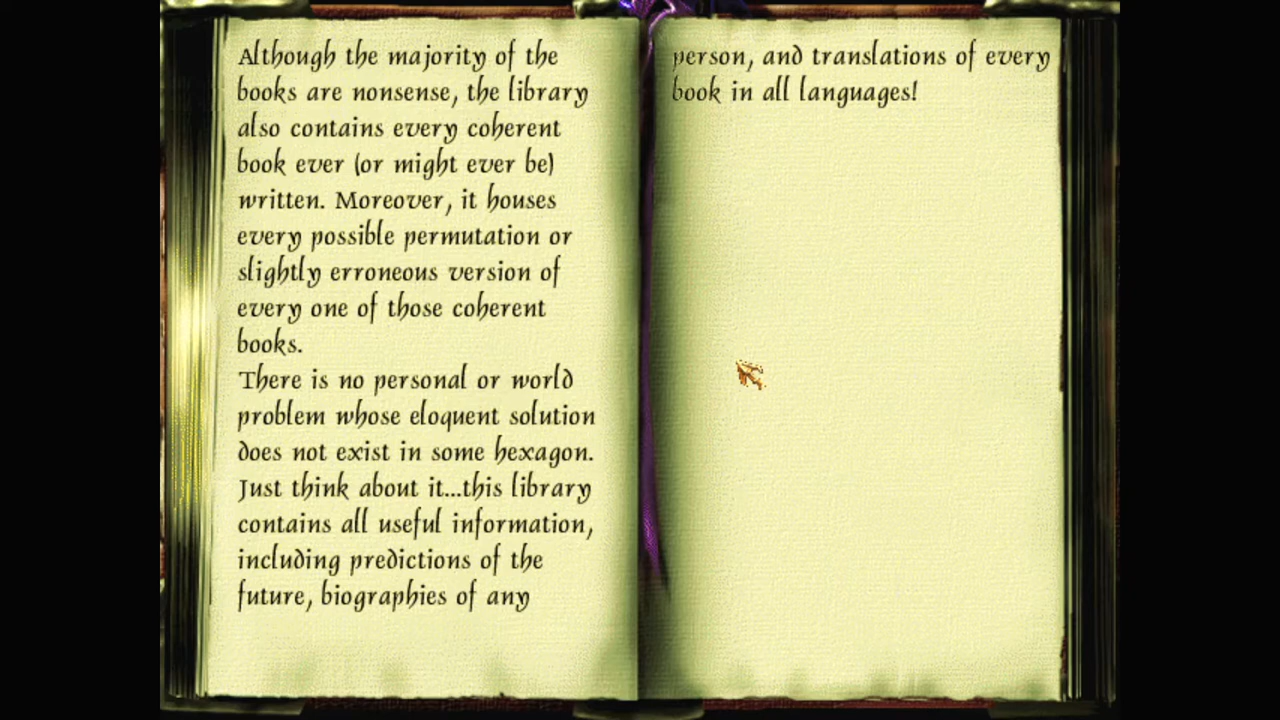 Although the majority of the
books are nonsense, the library
also contains every coherent
book ever (or might ever be)
written. Moreover, it houses
every possible permutation or
slightly erroneous version of
every one of those coherent
books.
There is no personal or world
problem whose eloquent solution
does not exist in some hexagon.
Just think about it...this library
contains all useful information,
including predictions of the
future, biographies of any
person, and translations of every
book in all languages!